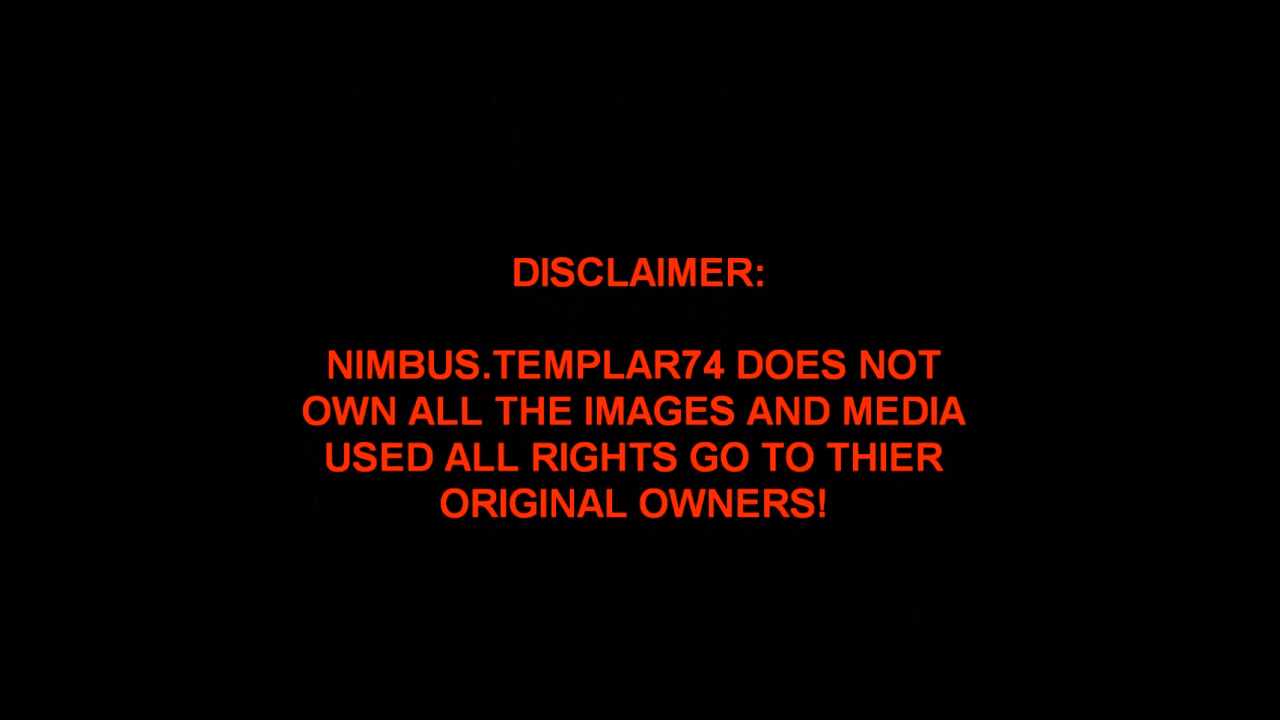 DISCLAIMER:
NIMBUS.TEMPLAR74 DOES NOT
OWN ALL THE IMAGES AND MEDIA
USED ALL RIGHTS GO TO THIER
ORIGINAL OWNERS!